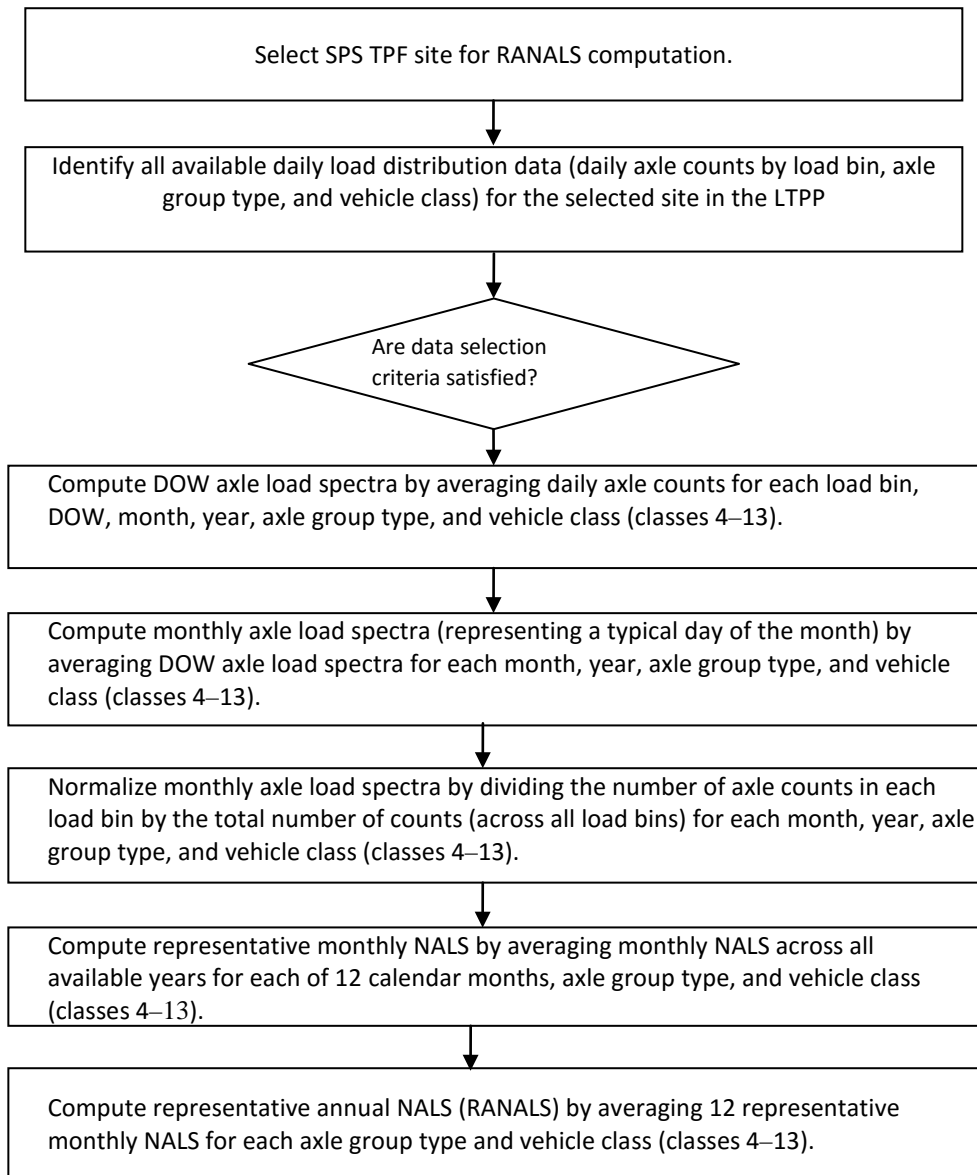 Select SPS TPF site for RANALS computation.
Identify all available daily load distribution data (daily axle counts by load bin, axle
group type, and vehicle class) for the selected site in the LTPP
Are data selection
criteria satisfied?
Compute DOW axle load spectra by averaging daily axle counts for each load bin,
DOW, month, year, axle group type, and vehicle class (classes 4–13).
Compute monthly axle load spectra (representing a typical day of the month) by
averaging DOW axle load spectra for each month, year, axle group type, and vehicle
class (classes 4–13).
Normalize monthly axle load spectra by dividing the number of axle counts in each
load bin by the total number of counts (across all load bins) for each month, year, axle
group type, and vehicle class (classes 4–13).
Compute representative monthly NALS by averaging monthly NALS across all
available years for each of 12 calendar months, axle group type, and vehicle class
(classes 4–13).
Compute representative annual NALS (RANALS) by averaging 12 representative
monthly NALS for each axle group type and vehicle class (classes 4–13).